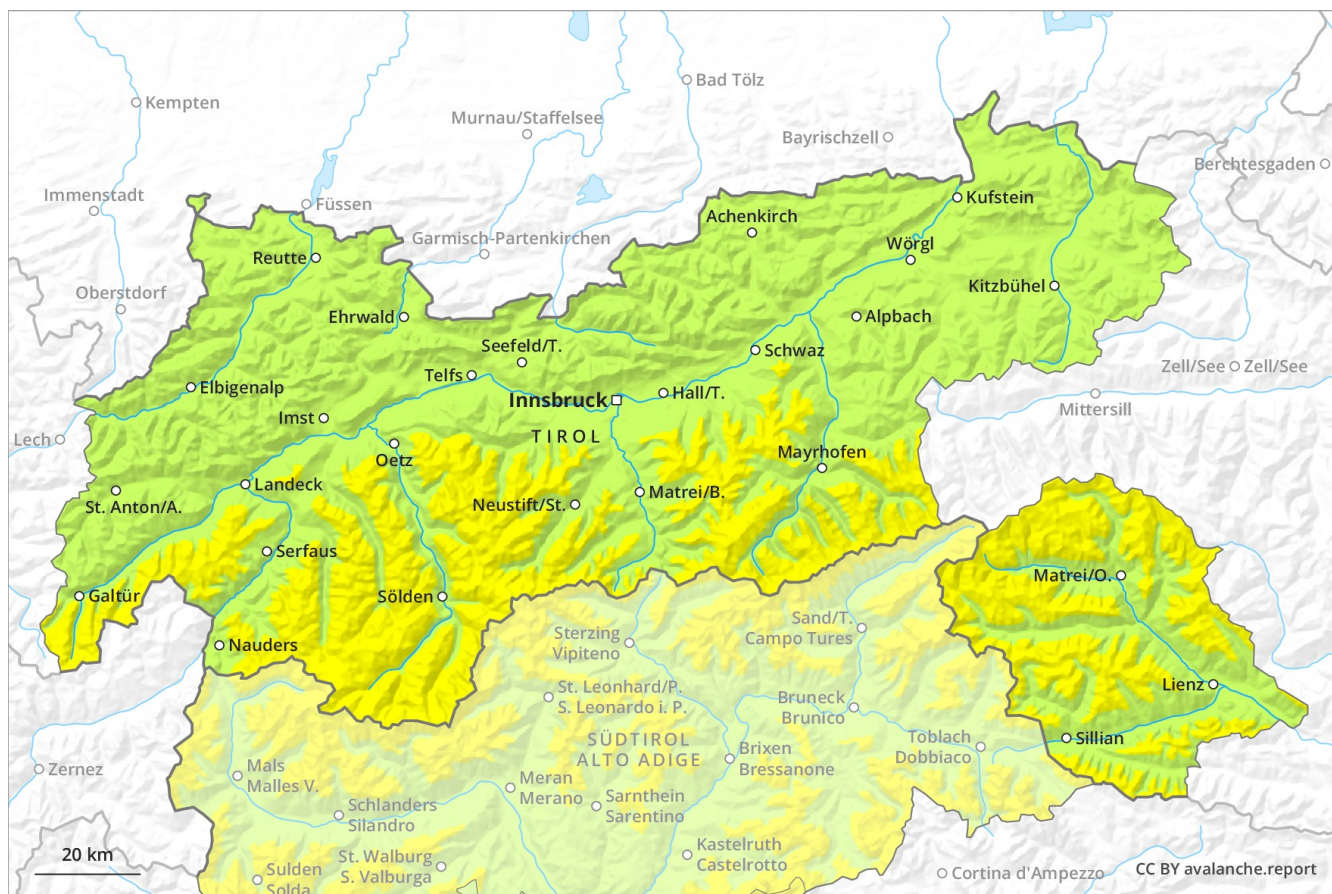 Kempten
Bad Tölz
Murnau/Staffelsee
Bayrischzell
Berchtesgaden
Immenstadt
Füssen
Kufstein
Achenkirch
Garmisch-Partenkirchen
Wörgl
Reutte
Oberstdorf
Kitzbühel
Ehrwald
Alpbach
Seefeld/T.
Schwaz
Telfs
Zell/See
Zell/See
Elbigenalp
Hall/T.
Innsbruck
Mittersill
Imst
TIROL
Lech
Oetz
Mayrhofen
Landeck
St. Anton/A.
Neustift/St.
Matrei/B.
Serfaus
Matrei/O.
Galtür
Sölden
Sterzing
Vipiteno
Sand/T.
Campo Tures
Nauders
St. Leonhard/P.
S. Leonardo i. P.
Bruneck
Brunico
Lienz
SÜDTIROL
ALTO ADIGE
Toblach
Dobbiaco
Sillian
Brixen
Bressanone
Zernez
Mals
Malles V.
Meran
Merano
Sarnthein
Sarentino
Schlanders
Silandro
Kastelruth
Castelrotto
20 km
St. Walburg
S. Valburga
Sulden
Solda
Cortina d'Ampezzo
CC BY avalanche.report